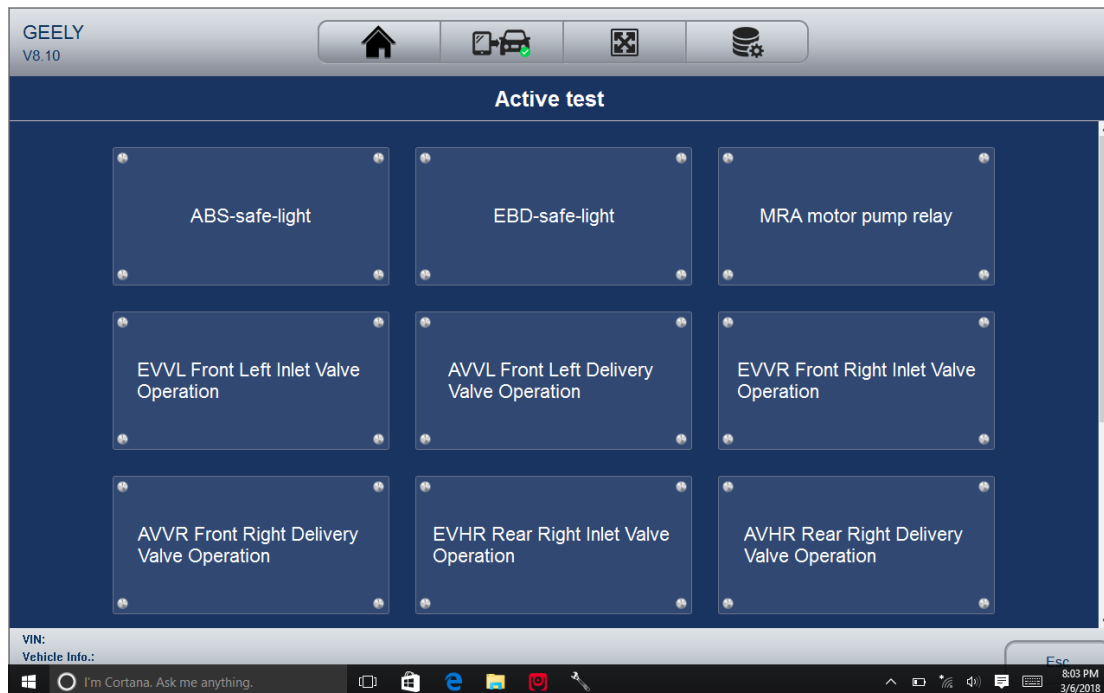 GEELY
V8.10
Active test
ABS-safe-light
EBD-safe-light
MRA motor pump relay
EVVL Front Left Inlet Valve
Operation
AVVL Front Left Delivery
Valve Operation
EVVR Front Right Inlet Valve
Operation
AVVR Front Right Delivery
Valve Operation
EVHR Rear Right Inlet Valve
Operation
AVHR Rear Right Delivery
Valve Operation
VIN:
Vehicle Info.:
Esc
I'm Cortana. Ask me anything.
8:03 PM
3/6/2018